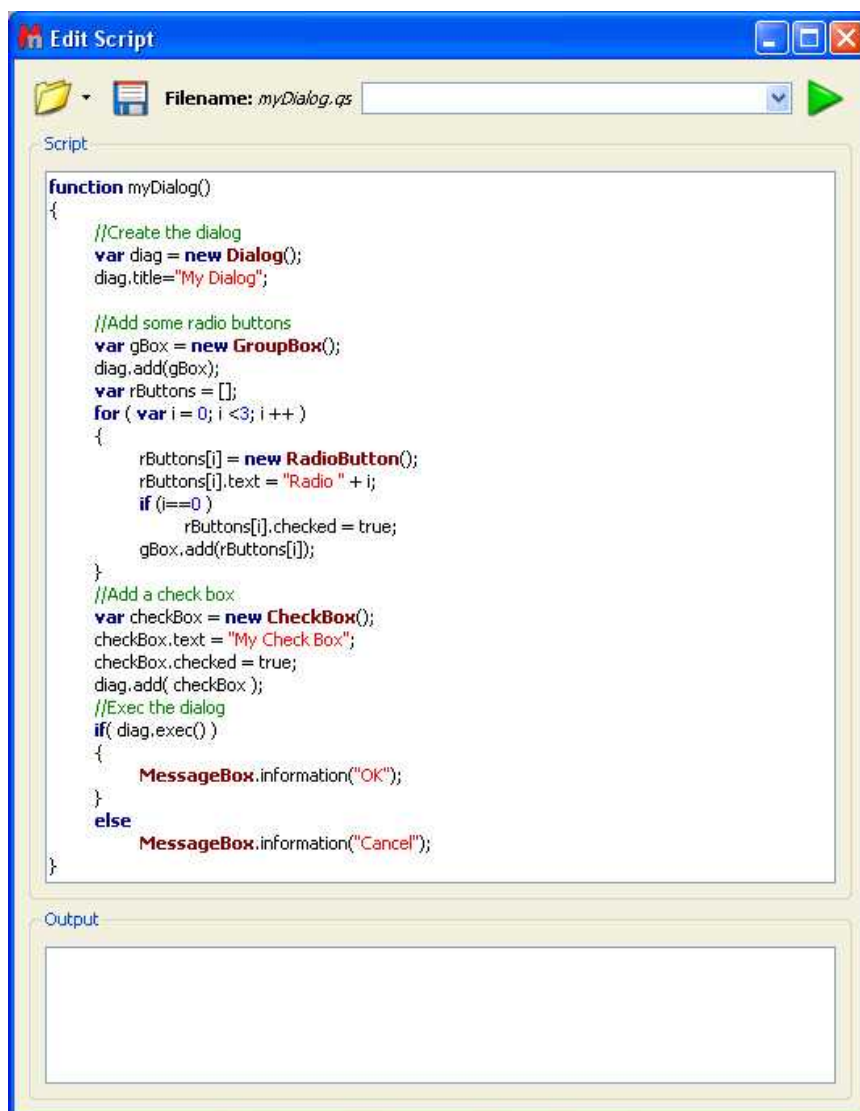 Edit Script
Filename: myDialog.qs
Script
function myDialog()
{
//Create the dialog
var diag = new Dialog();
diag.title="My Dialog";
//Add some radio buttons
var gBox = new GroupBox();
diag.add(gBox);
var rButtons = [];
for ( var i = 0; i <3; i ++ )
{
rButtons[i] = new RadioButton();
rButtons[i].text = "Radio " + i;
if (i==0 )
rButtons[i].checked = true;
gBox.add(rButtons[i]);
}
//Add a check box
var checkBox = new CheckBox();
checkBox.text = "My Check Box";
checkBox.checked = true;
diag.add( checkBox );
//Exec the dialog
if( diag.exec() )
{
MessageBox.information("OK");
}
else
MessageBox.information("Cancel");
}
Output